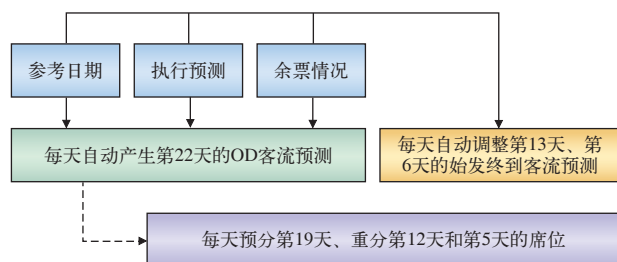 参考日期
执行预测
余票情况
每天自动产生第22天的OD客流预测
每天自动调整第13天、第
6天的始发终到客流预测
每天预分第19天、重分第12天和第5天的席位